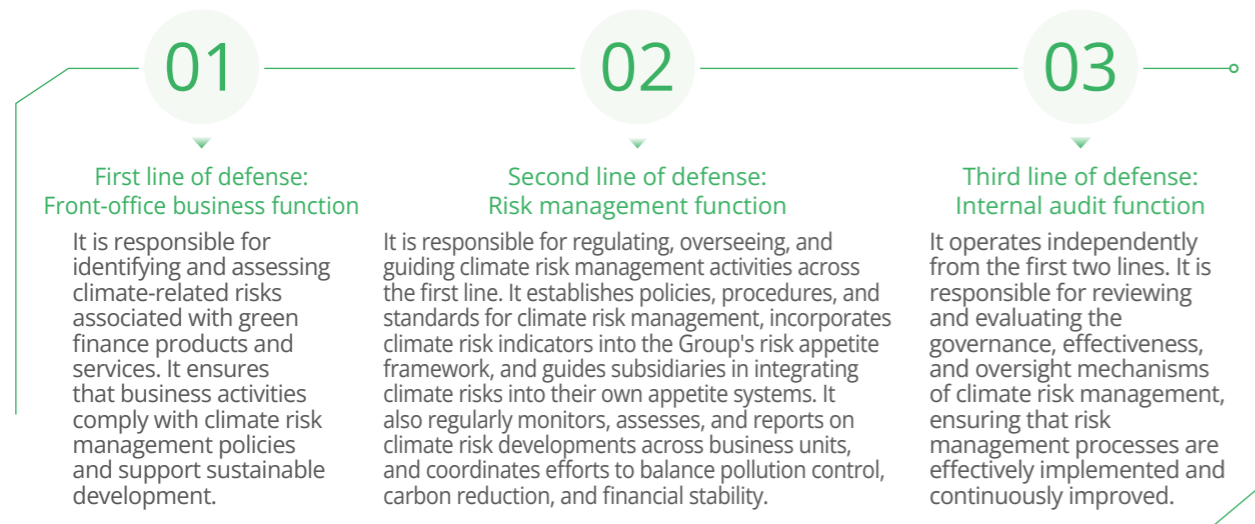 01
First line of defense:
Front-office business function
It is responsible for
identifying and assessing
climate-related risks
associated with green
finance products and
services. It ensures
that business activities
comply with climate risk
management policies
and support sustainable
development.
02
Second line of defense:
Risk management function
It is responsible for regulating, overseeing, and
guiding climate risk management activities across
the first line. It establishes policies, procedures, and
standards for climate risk management, incorporates
climate risk indicators into the Group's risk appetite
framework, and guides subsidiaries in integrating
climate risks into their own appetite systems. It
also regularly monitors, assesses, and reports on
climate risk developments across business units,
and coordinates efforts to balance pollution control,
carbon reduction, and financial stability.
03
Third line of defense:
Internal audit function
It operates independently
from the first two lines. It is
responsible for reviewing
and evaluating the
governance, effectiveness,
and oversight mechanisms
of climate risk management,
ensuring that risk
management processes are
effectively implemented and
continuously improved.